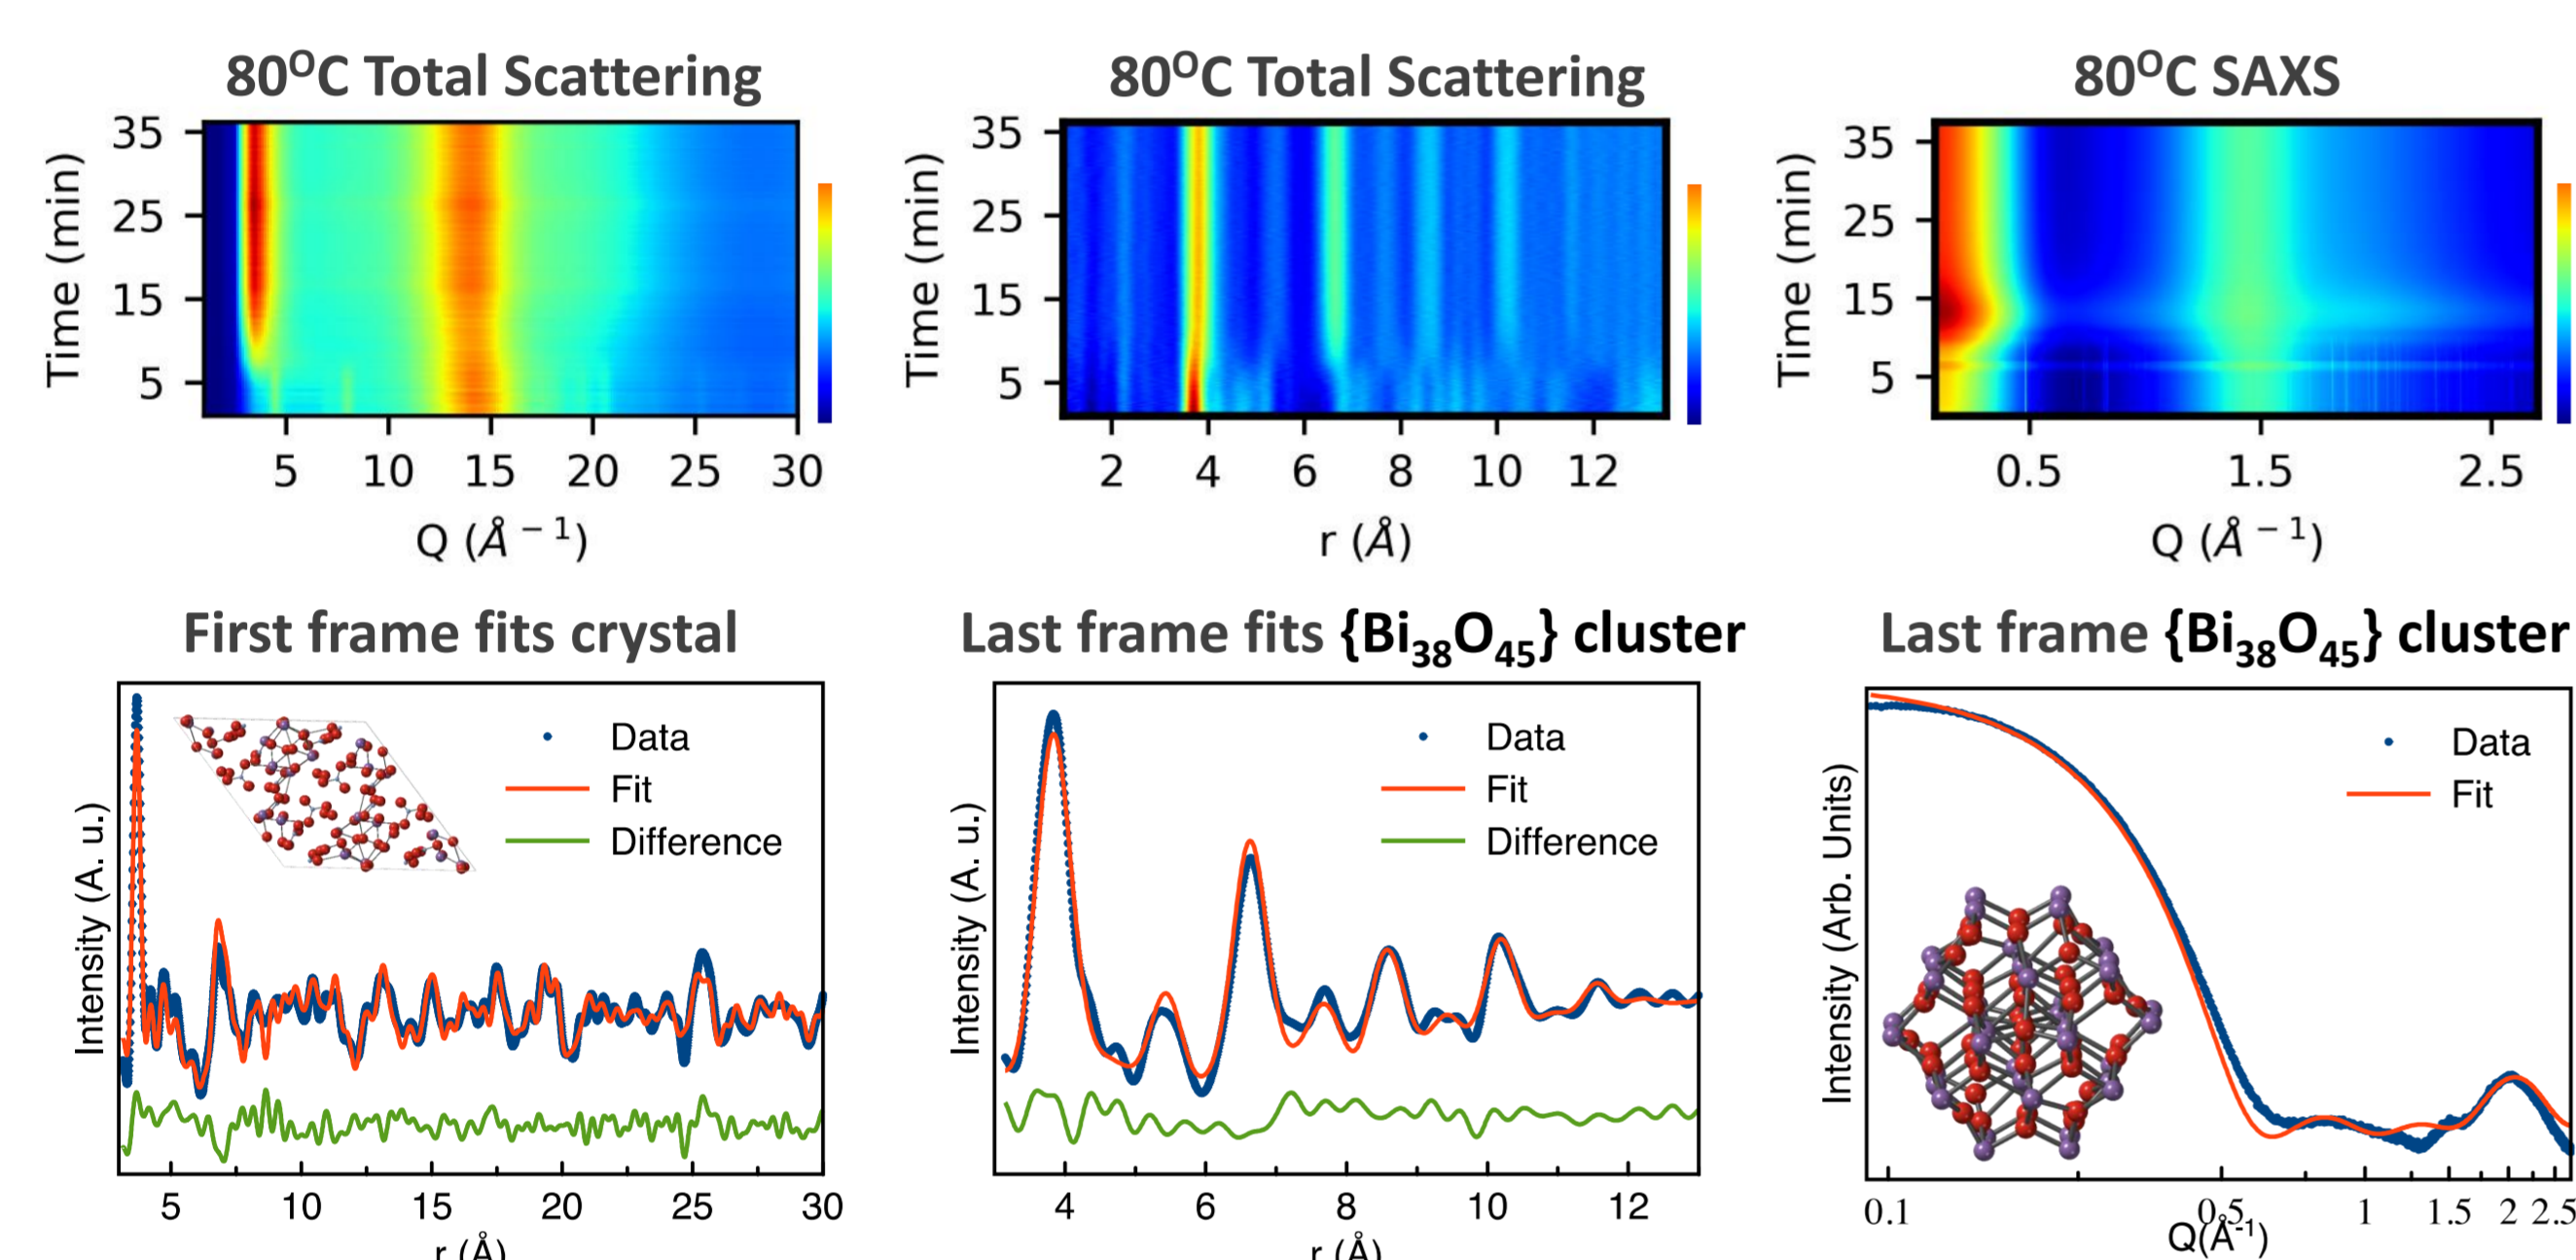 80ᴼC Total Scattering
80ᴼC Total Scattering
80ᴼC SAXS
Time (min)
35
25
15
5
5 10 15 20 25 30
Q (Å⁻¹)
Time (min)
35
25
15
5
2 4 6 8 10 12
r (Å)
Time (min)
35
25
15
5
0.5 1.5 2.5
Q (Å⁻¹)
First frame fits crystal
Last frame fits {Bi₃₈O₄₅} cluster
Last frame {Bi₃₈O₄₅} cluster
Intensity (A. u.)
Data
Fit
Difference
5 10 15 20 25 30
r (Å)
Intensity (A. u.)
Data
Fit
Difference
4 6 8 10 12
r (Å)
Intensity (Arb. Units)
Data
Fit
0.1 0.5 1 1.5 2 2.5
Q(Å⁻¹)